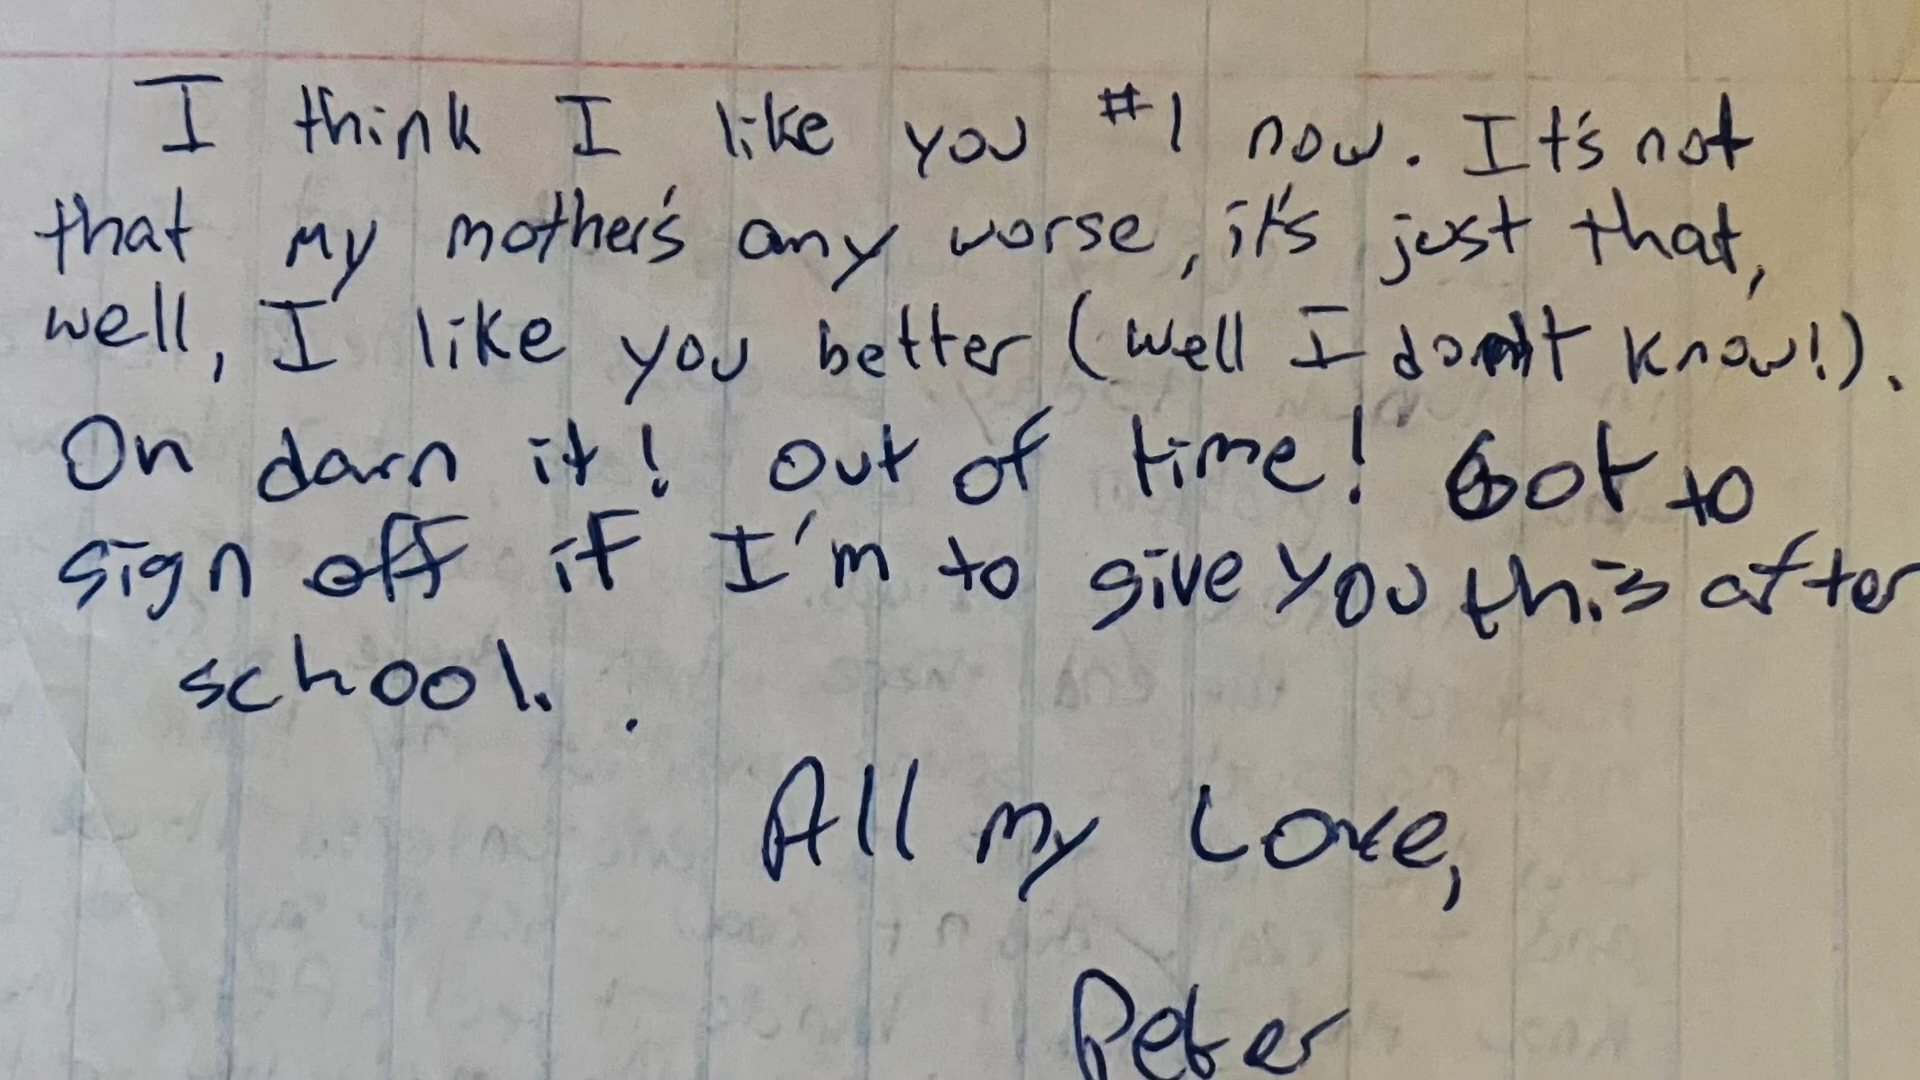 I think I like you #1 now. It's not
that my mother's any worse, it's just that,
well, I like you better (well I don't know!).
On darn it! Out of time! Got to
sign off if I'm to give you this after
school.
All my Love,
Peter